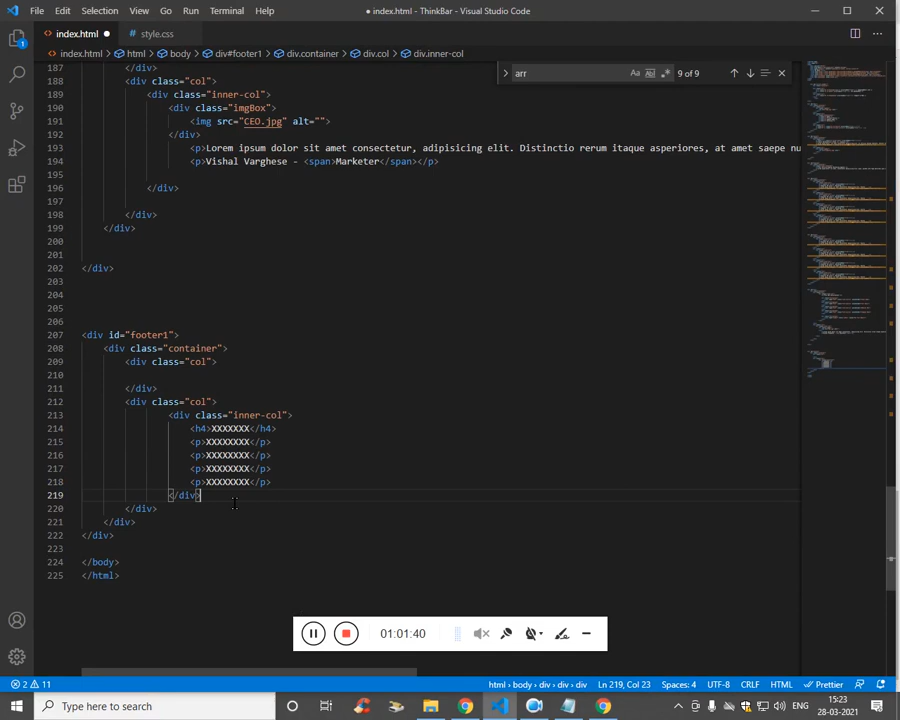 File Edit Selection View Go Run Terminal Help ● index.html - ThinkBar - Visual Studio Code
index.html ● style.css
index.html > html > body > div#footer1 > div.container > div.col > div.inner-col
arr Aa ab .* 9 of 9
187 </div>
188 <div class="col">
189 <div class="inner-col">
190 <div class="imgBox">
191 <img src="CEO.jpg" alt="">
192 </div>
193 <p>Lorem ipsum dolor sit amet consectetur, adipisicing elit. Distinctio rerum itaque asperiores, at amet saepe nu
194 <p>Vishal Varghese - <span>Marketer</span></p>
195
196 </div>
197
198 </div>
199 </div>
200
201
202 </div>
203
204
205
206
207 <div id="footer1">
208 <div class="container">
209 <div class="col">
210
211 </div>
212 <div class="col">
213 <div class="inner-col">
214 <h4>XXXXXXX</h4>
215 <p>XXXXXXXX</p>
216 <p>XXXXXXXX</p>
217 <p>XXXXXXXX</p>
218 <p>XXXXXXXX</p>
219 </div>
220 </div>
221 </div>
222 </div>
223
224 </body>
225 </html>
01:01:40
2 11 html > body > div > div > div Ln 219, Col 23 Spaces: 4 UTF-8 CRLF HTML Prettier
Type here to search
ENG
15:23
28-03-2021